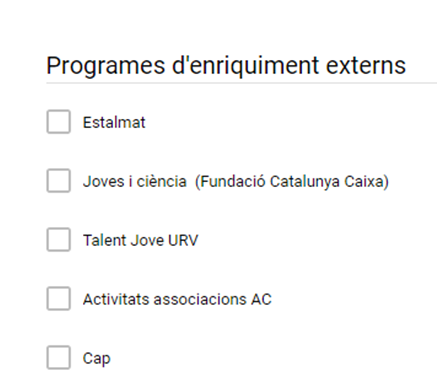 Programes d'enriquiment externs
Estalmat
Joves i ciència (Fundació Catalunya Caixa)
Talent Jove URV
Activitats associacions AC
Cap